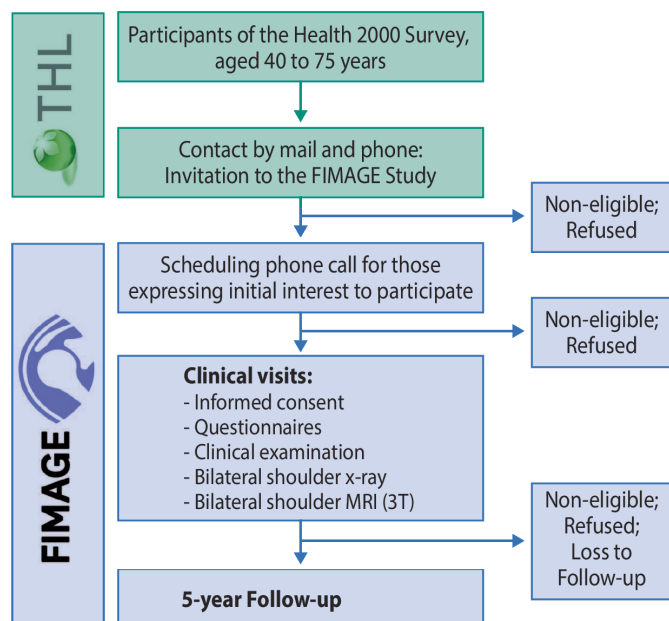 THL
Participants of the Health 2000 Survey,
aged 40 to 75 years
Contact by mail and phone:
Invitation to the FIMAGE Study
Non-eligible;
Refused
FIMAGE
Scheduling phone call for those
expressing initial interest to participate
Non-eligible;
Refused
Clinical visits:
- Informed consent
- Questionnaires
- Clinical examination
- Bilateral shoulder x-ray
- Bilateral shoulder MRI (3T)
Non-eligible;
Refused;
Loss to
Follow-up
5-year Follow-up